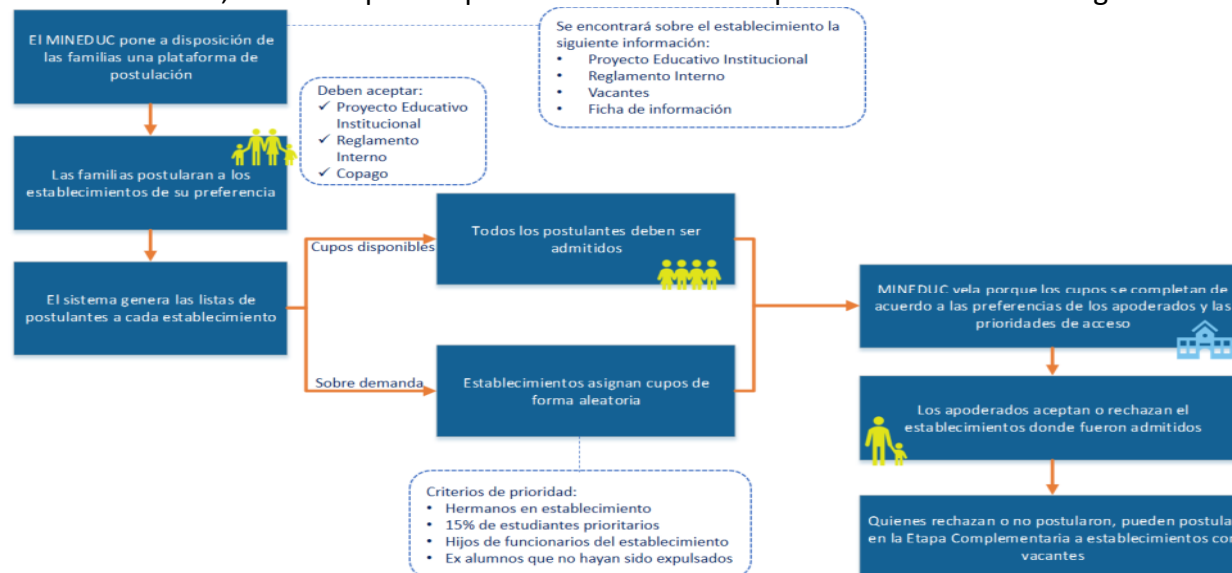 El MINEDUC pone a disposición de
las familias una plataforma de
postulación
Se encontrará sobre el establecimiento la
siguiente información:
• Proyecto Educativo Institucional
• Reglamento Interno
• Vacantes
• Ficha de información
Deben aceptar:
✓ Proyecto Educativo
Institucional
✓ Reglamento
Interno
✓ Copago
Las familias postularan a los
establecimientos de su preferencia
El sistema genera las listas de
postulantes a cada establecimiento
Cupos disponibles
Todos los postulantes deben ser
admitidos
Sobre demanda
Establecimientos asignan cupos de
forma aleatoria
Criterios de prioridad:
• Hermanos en establecimiento
• 15% de estudiantes prioritarios
• Hijos de funcionarios del establecimiento
• Ex alumnos que no hayan sido expulsados
MINEDUC vela porque los cupos se completan de
acuerdo a las preferencias de los apoderados y las
prioridades de acceso
Los apoderados aceptan o rechazan el
establecimientos donde fueron admitidos
Quienes rechazan o no postularon, pueden postula
en la Etapa Complementaria a establecimientos con
vacantes